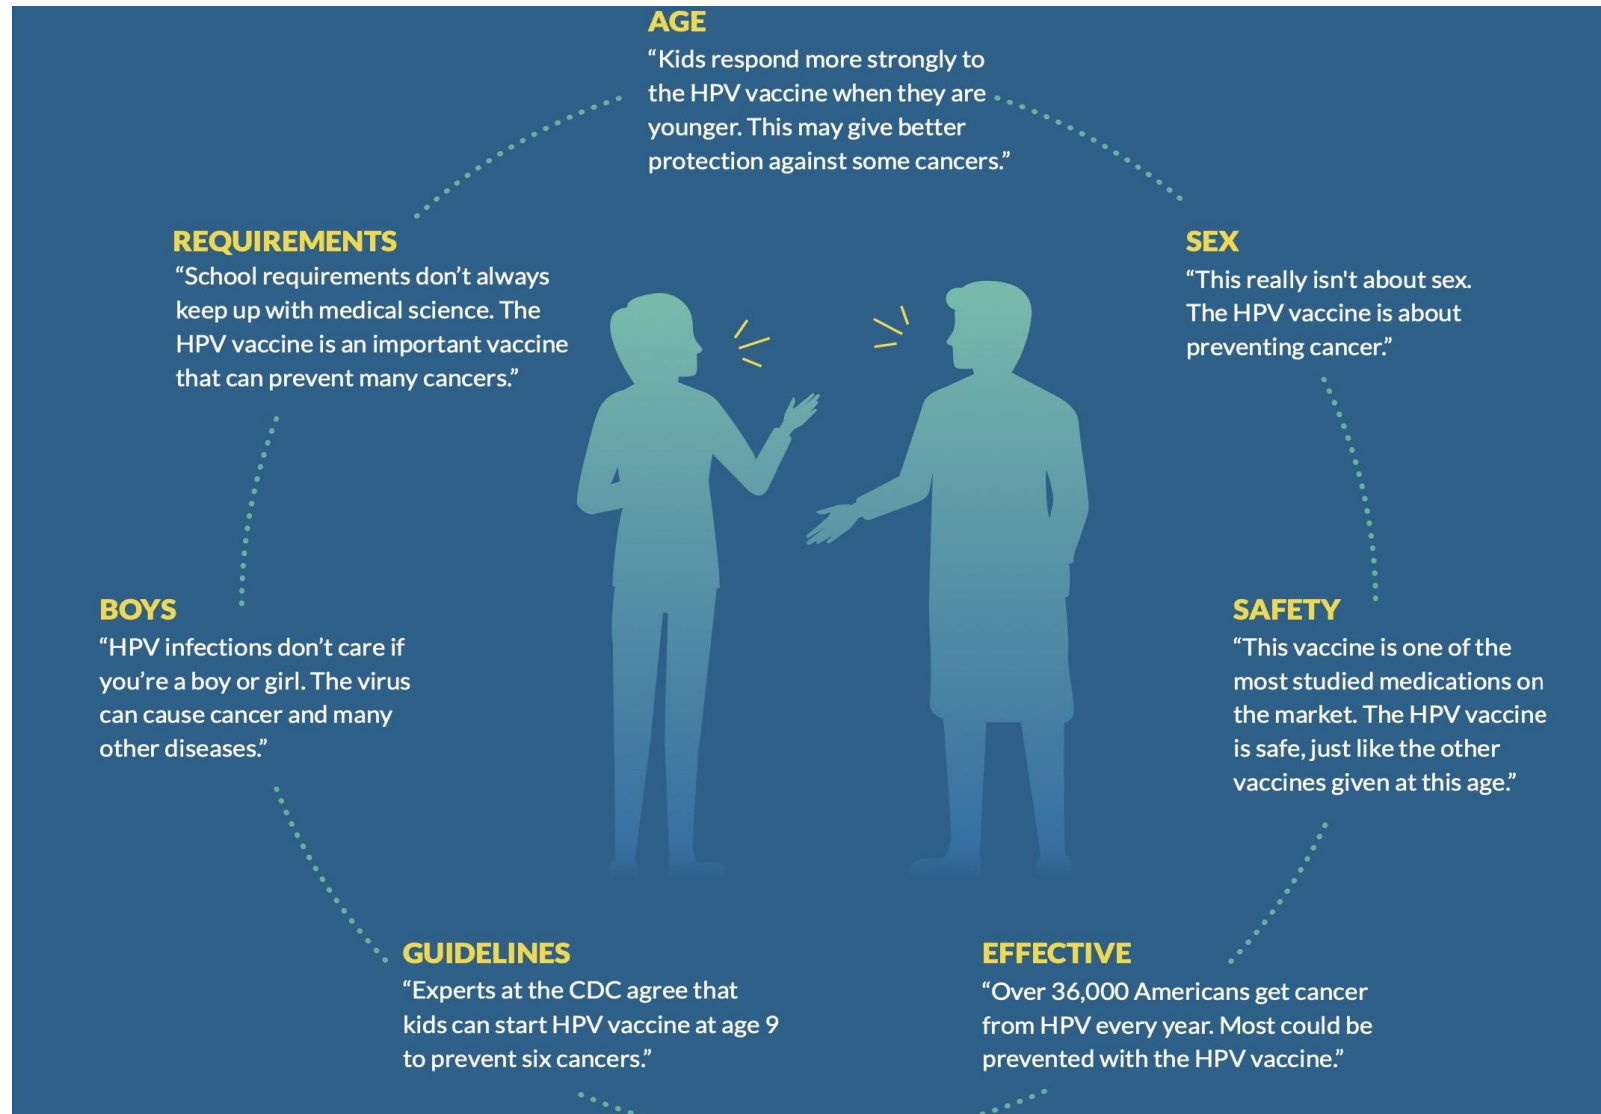 AGE
“Kids respond more strongly to
the HPV vaccine when they are
younger. This may give better
protection against some cancers.”
SEX
“This really isn't about sex.
The HPV vaccine is about
preventing cancer.”
SAFETY
“This vaccine is one of the
most studied medications on
the market. The HPV vaccine
is safe, just like the other
vaccines given at this age.”
EFFECTIVE
“Over 36,000 Americans get cancer
from HPV every year. Most could be
prevented with the HPV vaccine.”
GUIDELINES
“Experts at the CDC agree that
kids can start HPV vaccine at age 9
to prevent six cancers.”
BOYS
“HPV infections don’t care if
you’re a boy or girl. The virus
can cause cancer and many
other diseases.”
REQUIREMENTS
“School requirements don’t always
keep up with medical science. The
HPV vaccine is an important vaccine
that can prevent many cancers.”